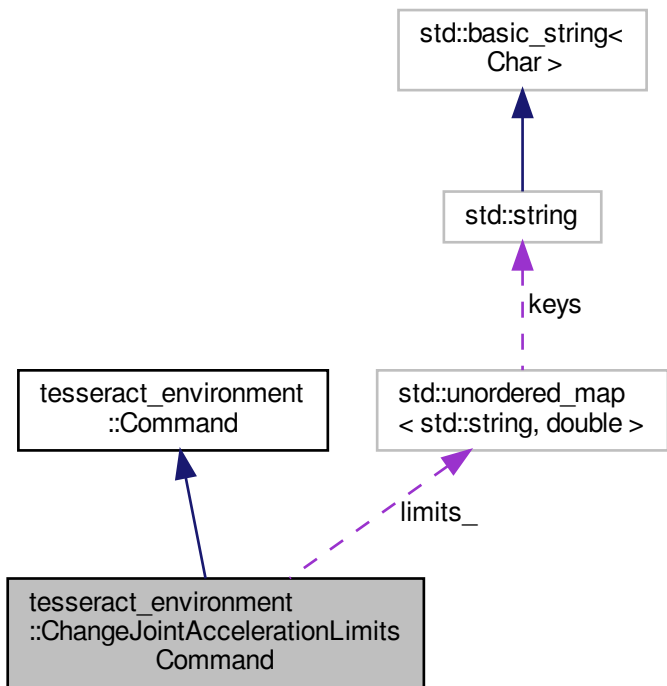 std::basic_string<
Char >
std::string
keys
tesseract_environment
::Command
std::unordered_map
< std::string, double >
limits_
tesseract_environment
::ChangeJointAccelerationLimits
Command